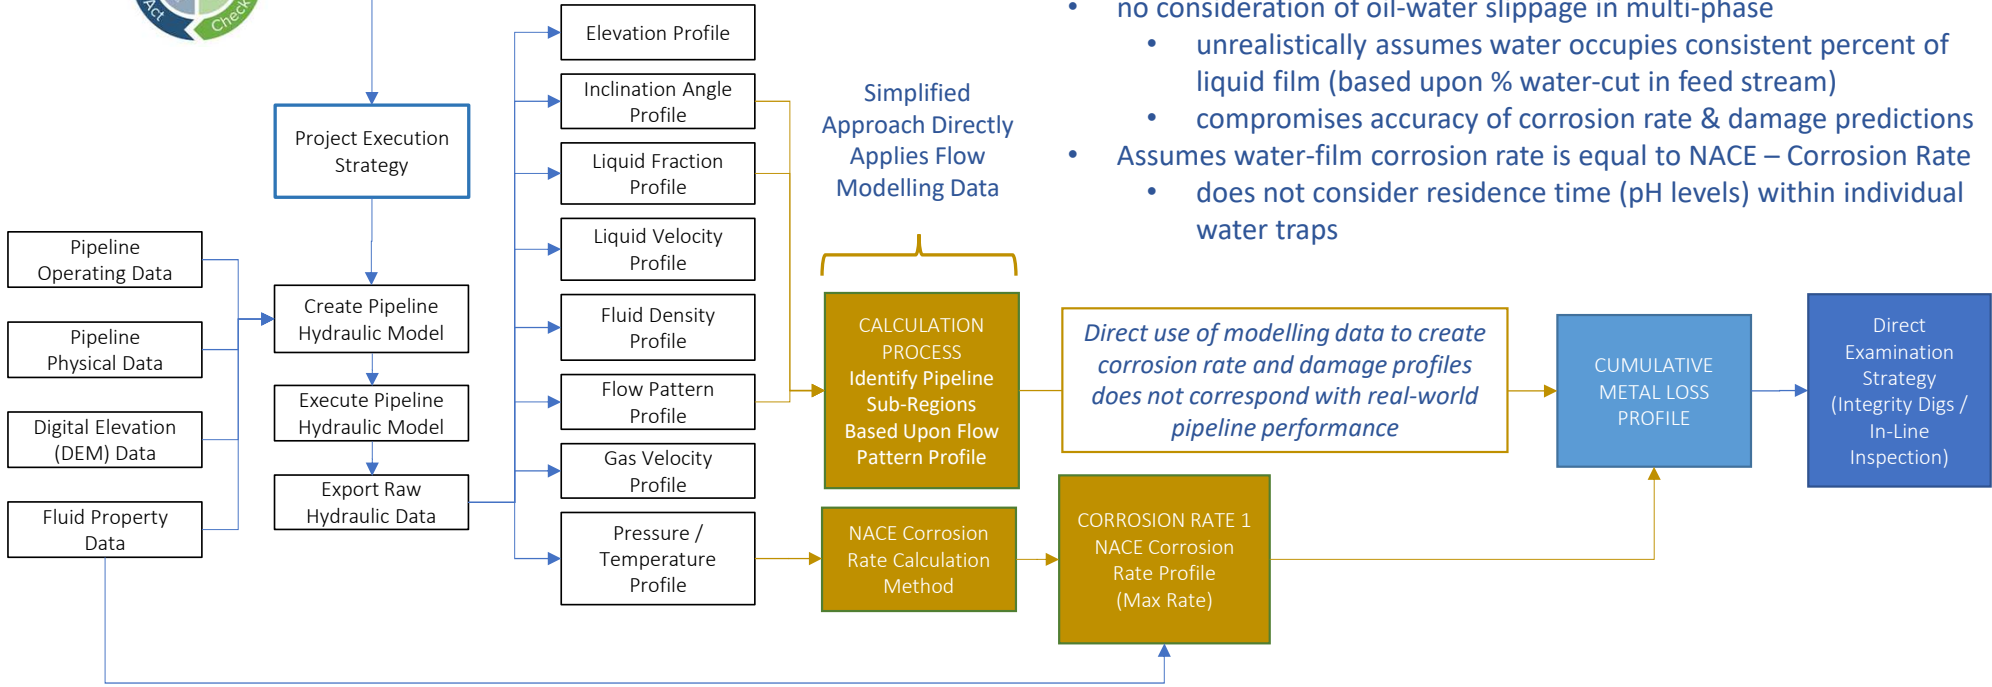 Act
Check
Project Execution
Strategy
Pipeline
Operating Data
Pipeline
Physical Data
Digital Elevation
(DEM) Data
Fluid Property
Data
Create Pipeline
Hydraulic Model
Execute Pipeline
Hydraulic Model
Export Raw
Hydraulic Data
Elevation Profile
Inclination Angle
Profile
Liquid Fraction
Profile
Liquid Velocity
Profile
Fluid Density
Profile
Flow Pattern
Profile
Gas Velocity
Profile
Pressure /
Temperature
Profile
Simplified
Approach Directly
Applies Flow
Modelling Data
• no consideration of oil-water slippage in multi-phase
• unrealistically assumes water occupies consistent percent of
liquid film (based upon % water-cut in feed stream)
• compromises accuracy of corrosion rate & damage predictions
• Assumes water-film corrosion rate is equal to NACE – Corrosion Rate
• does not consider residence time (pH levels) within individual
water traps
CALCULATION
PROCESS
Identify Pipeline
Sub-Regions
Based Upon Flow
Pattern Profile
NACE Corrosion
Rate Calculation
Method
Direct use of modelling data to create
corrosion rate and damage profiles
does not correspond with real-world
pipeline performance
CORROSION RATE 1
NACE Corrosion
Rate Profile
(Max Rate)
CUMULATIVE
METAL LOSS
PROFILE
Direct
Examination
Strategy
(Integrity Digs /
In-Line
Inspection)